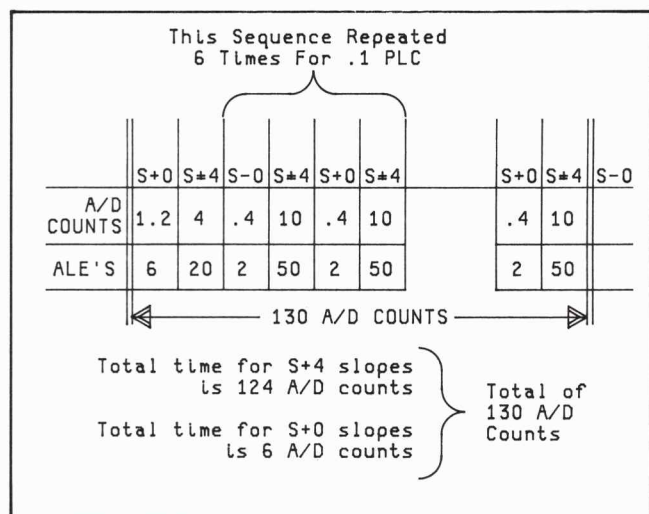 This Sequence Repeated
6 Times For .1 PLC
S+0 S±4 S-0 S±4 S+0 S±4 S+0 S±4 S-0
A/D
COUNTS 1.2 4 .4 10 .4 10 .4 10
ALE'S 6 20 2 50 2 50 2 50
130 A/D COUNTS
Total time for S+4 slopes
is 124 A/D counts
Total time for S+0 slopes
is 6 A/D counts
Total of
130 A/D
Counts